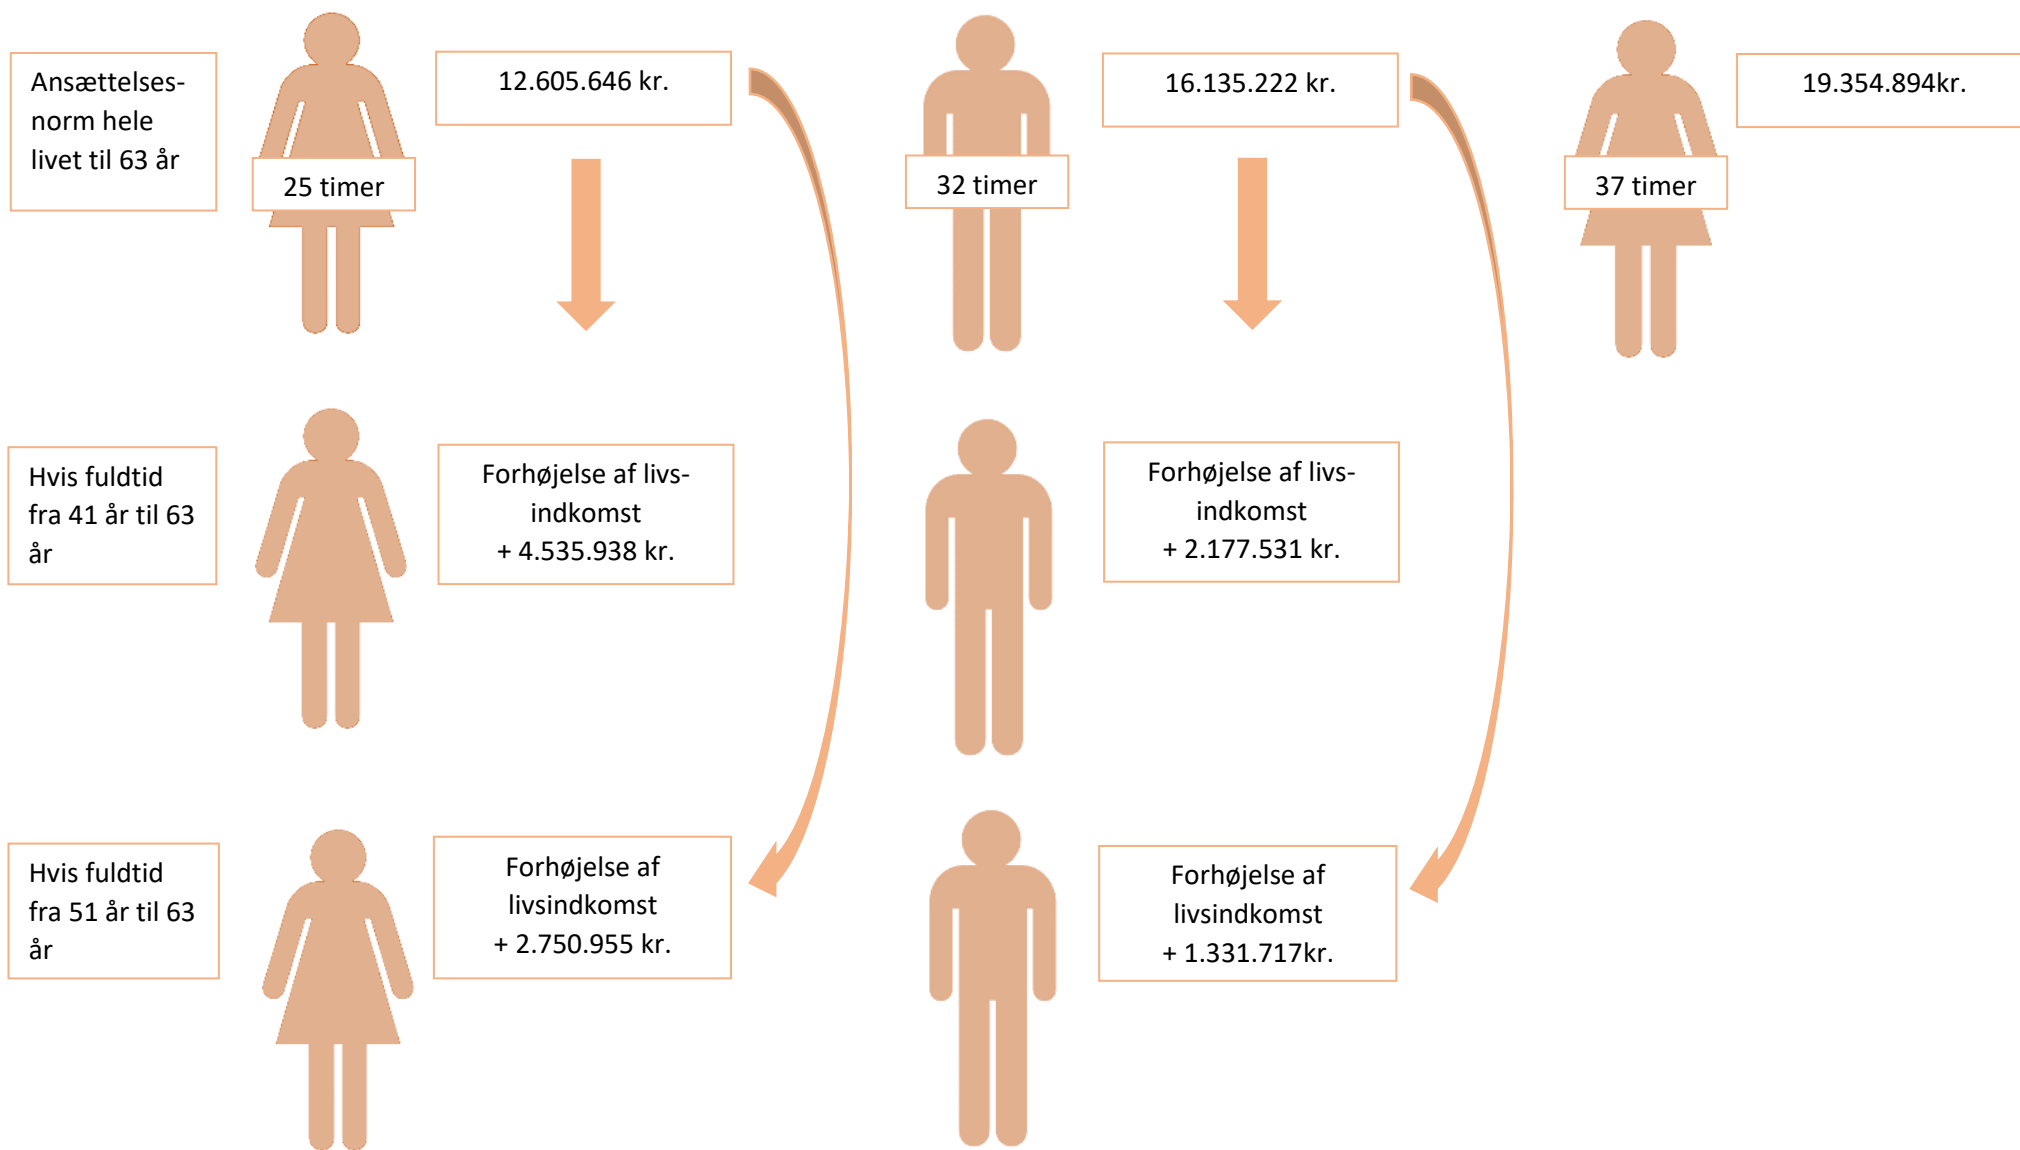 Ansættelses-
norm hele
livet til 63 år
25 timer
12.605.646 kr.
32 timer
16.135.222 kr.
37 timer
19.354.894kr.
Hvis fuldtid
fra 41 år til 63
år
Forhøjelse af livs-
indkomst
+ 4.535.938 kr.
Forhøjelse af livs-
indkomst
+ 2.177.531 kr.
Hvis fuldtid
fra 51 år til 63
år
Forhøjelse af
livsindkomst
+ 2.750.955 kr.
Forhøjelse af
livsindkomst
+ 1.331.717kr.